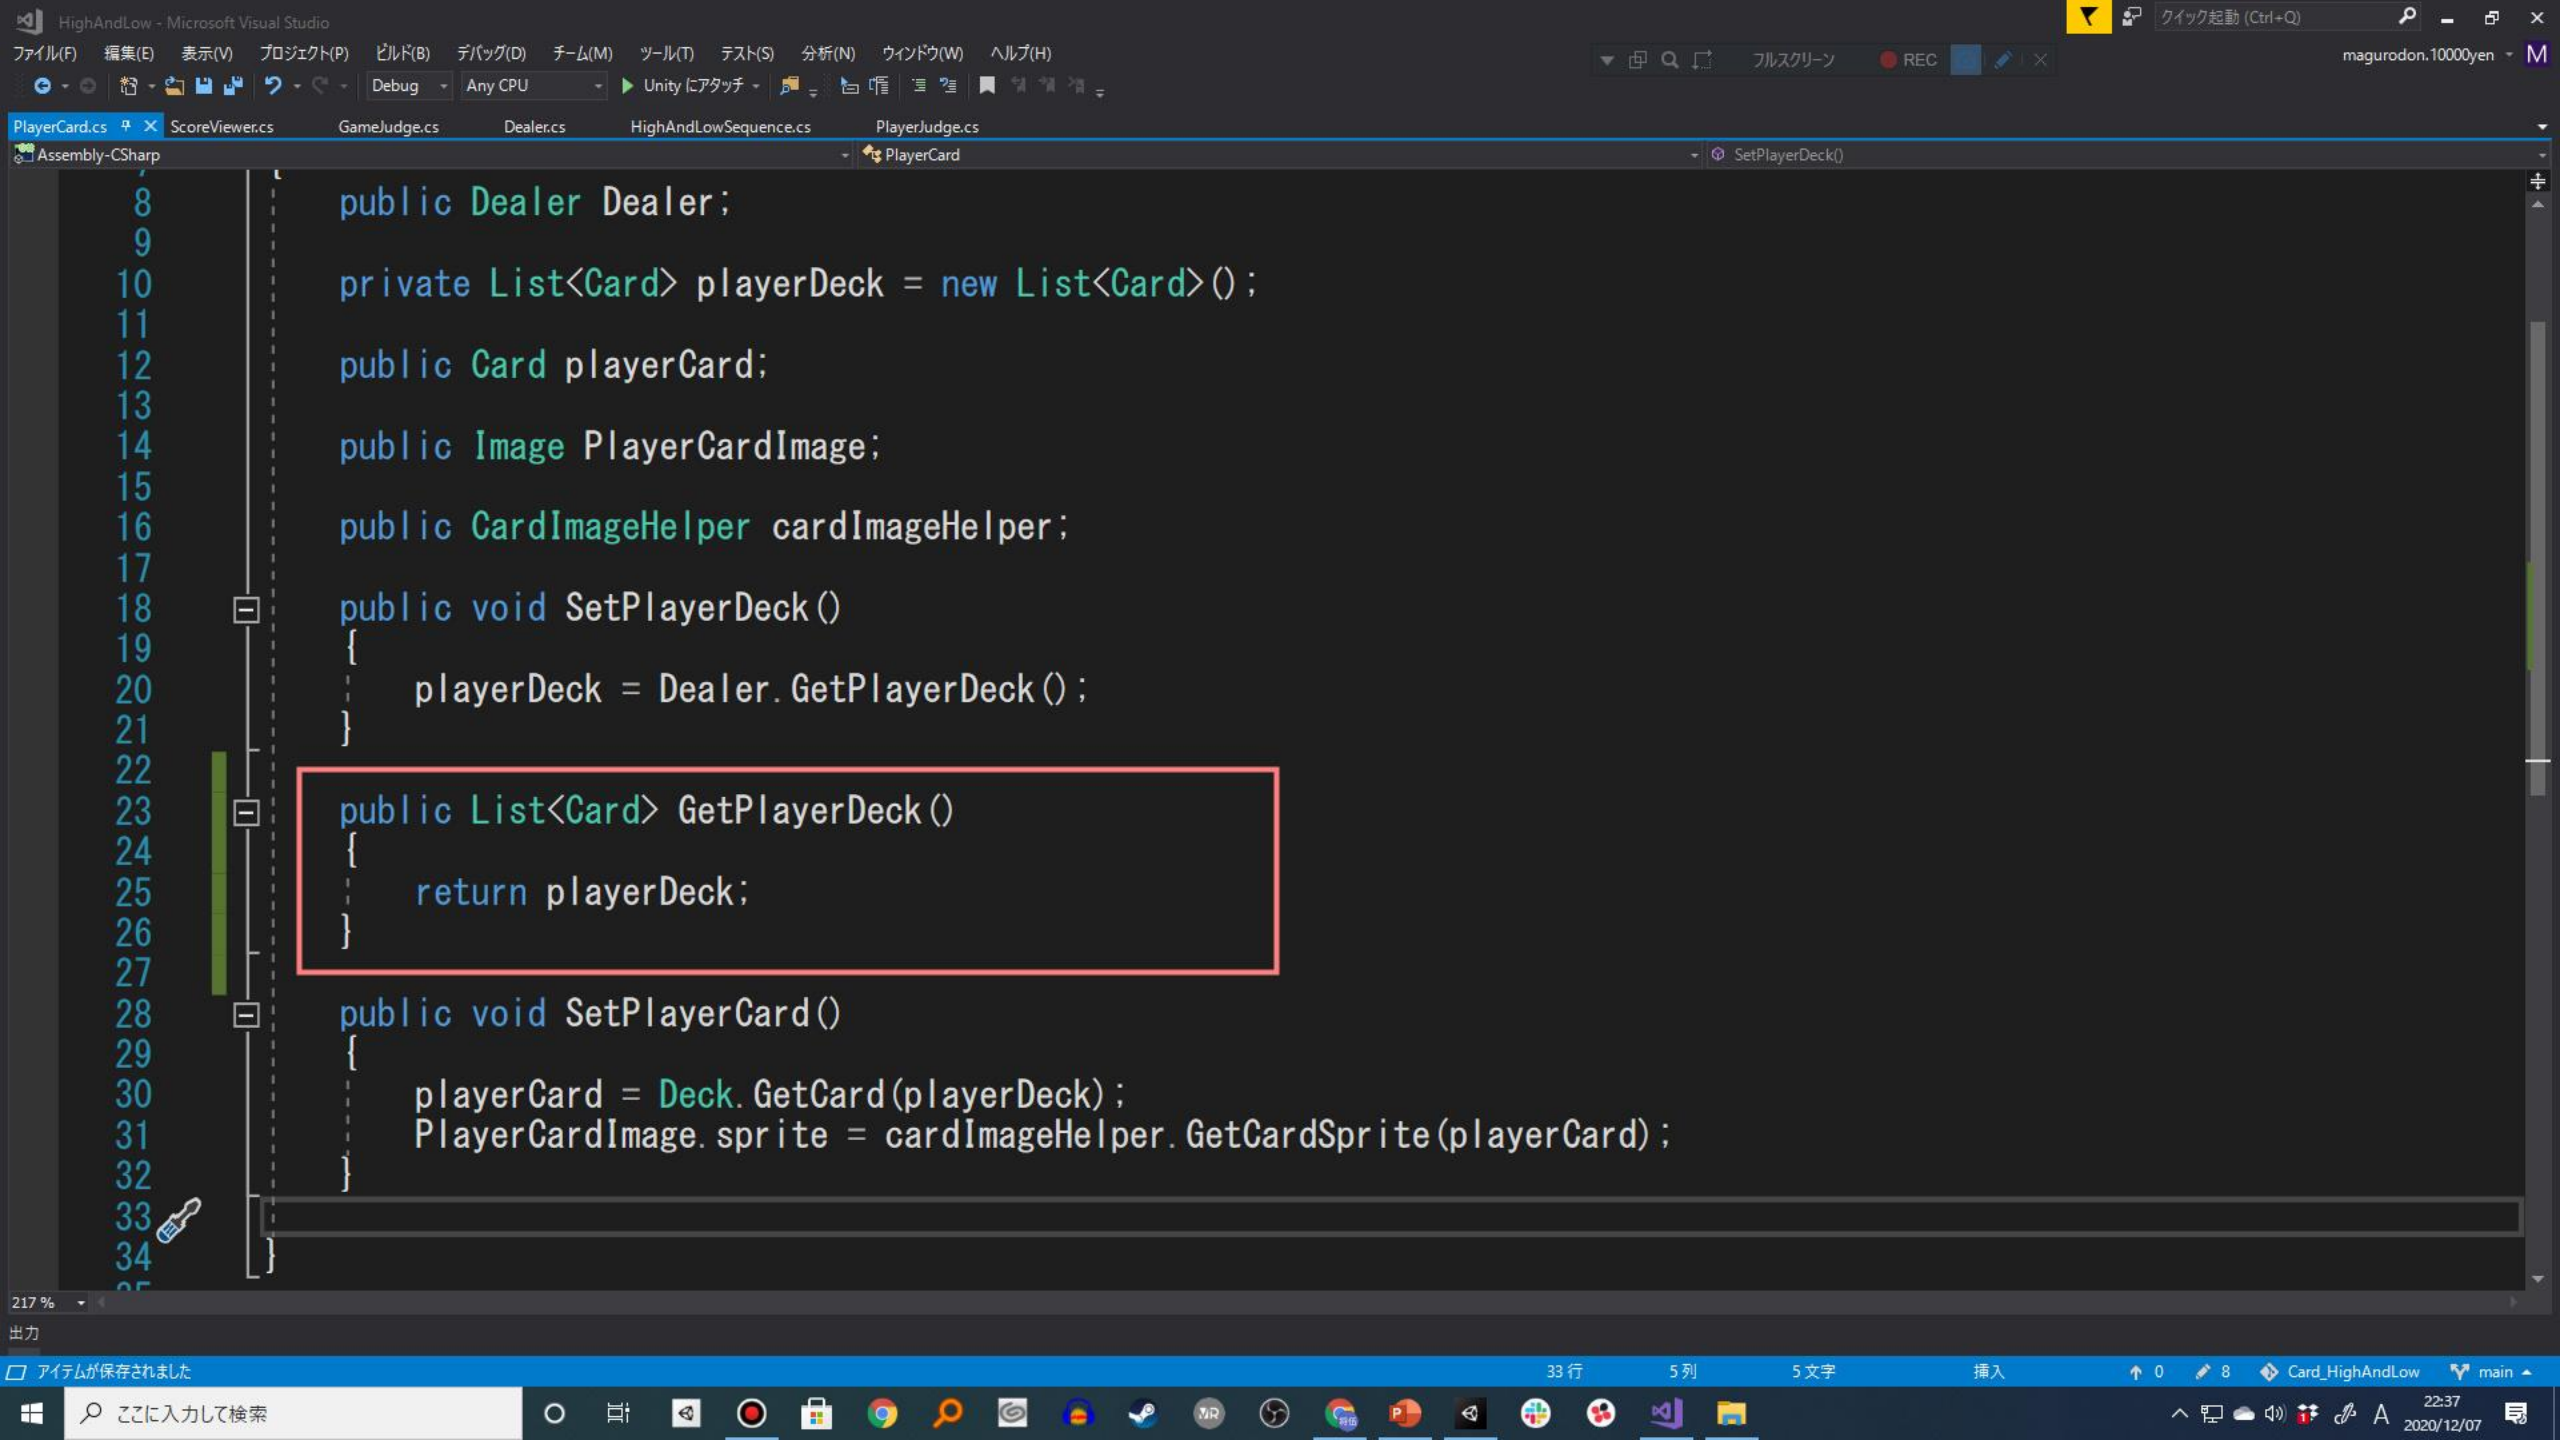 HighAndLow - Microsoft Visual Studio
クイック起動 (Ctrl+Q)
ファイル(F) 編集(E) 表示(V) プロジェクト(P) ビルド(B) デバッグ(D) チーム(M) ツール(T) テスト(S) 分析(N) ウィンドウ(W) ヘルプ(H)
フルスクリーン REC
magurodon.10000yen M
Debug Any CPU Unity にアタッチ
PlayerCard.cs ScoreViewer.cs GameJudge.cs Dealer.cs HighAndLowSequence.cs PlayerJudge.cs
Assembly-CSharp PlayerCard SetPlayerDeck()
7 {
8 public Dealer Dealer;
9
10 private List<Card> playerDeck = new List<Card>();
11
12 public Card playerCard;
13
14 public Image PlayerCardImage;
15
16 public CardImageHelper cardImageHelper;
17
18 public void SetPlayerDeck()
19 {
20 playerDeck = Dealer.GetPlayerDeck();
21 }
22
23 public List<Card> GetPlayerDeck()
24 {
25 return playerDeck;
26 }
27
28 public void SetPlayerCard()
29 {
30 playerCard = Deck.GetCard(playerDeck);
31 PlayerCardImage.sprite = cardImageHelper.GetCardSprite(playerCard);
32 }
33
34 }
35
217 %
出力
アイテムが保存されました 33 行 5 列 5 文字 挿入 0 8 Card_HighAndLow main
ここに入力して検索
A
22:37
2020/12/07